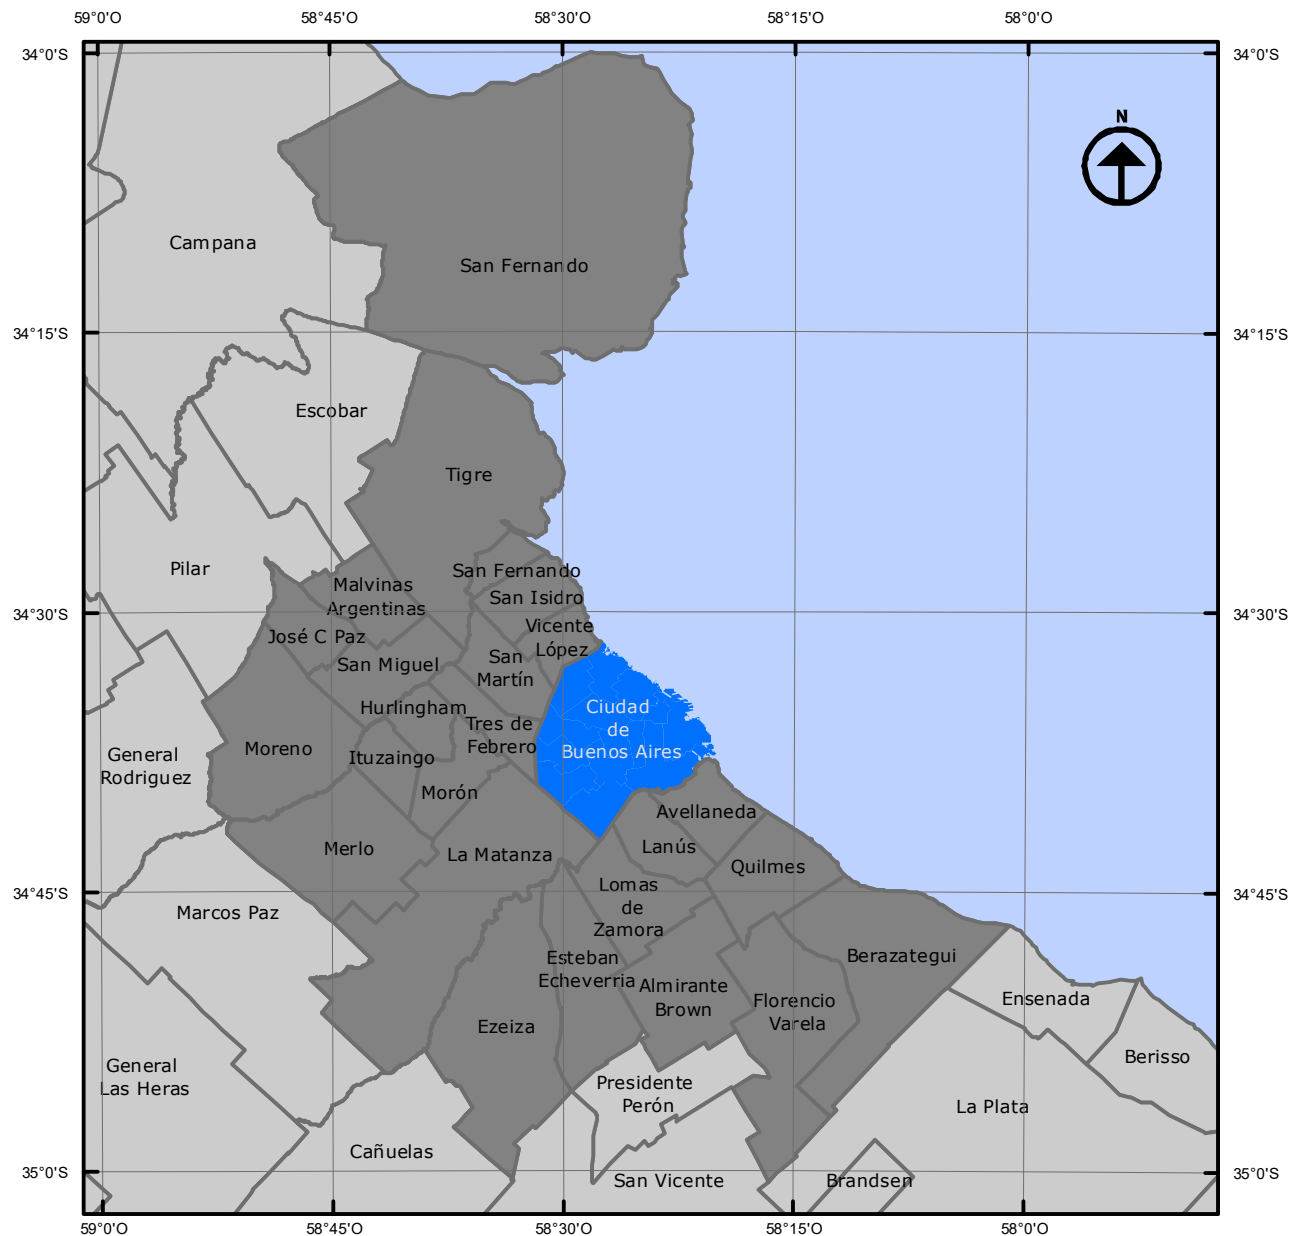 59°0'O 58°45'O 58°30'O 58°15'O 58°0'O
34°0'S 34°0'S
N
Campana
San Fernando
34°15'S 34°15'S
Escobar
Tigre
Pilar
San Fernando
Malvinas
Argentinas
San Isidro
34°30'S 34°30'S
Vicente
López
José C Paz
San Miguel
San
Martín
Hurlingham
Ciudad
de
Buenos Aires
Tres de
Febrero
Moreno
Ituzaingo
General
Rodriguez
Morón
Avellaneda
Merlo
La Matanza
Lanús
Quilmes
34°45'S 34°45'S
Lomas
de
Zamora
Marcos Paz
Esteban
Echeverria
Berazategui
Almirante
Brown
Florencio
Varela
Ensenada
Ezeiza
Berisso
General
Las Heras
Presidente
Perón
La Plata
Cañuelas
35°0'S 35°0'S
San Vicente
Brandsen
59°0'O 58°45'O 58°30'O 58°15'O 58°0'O